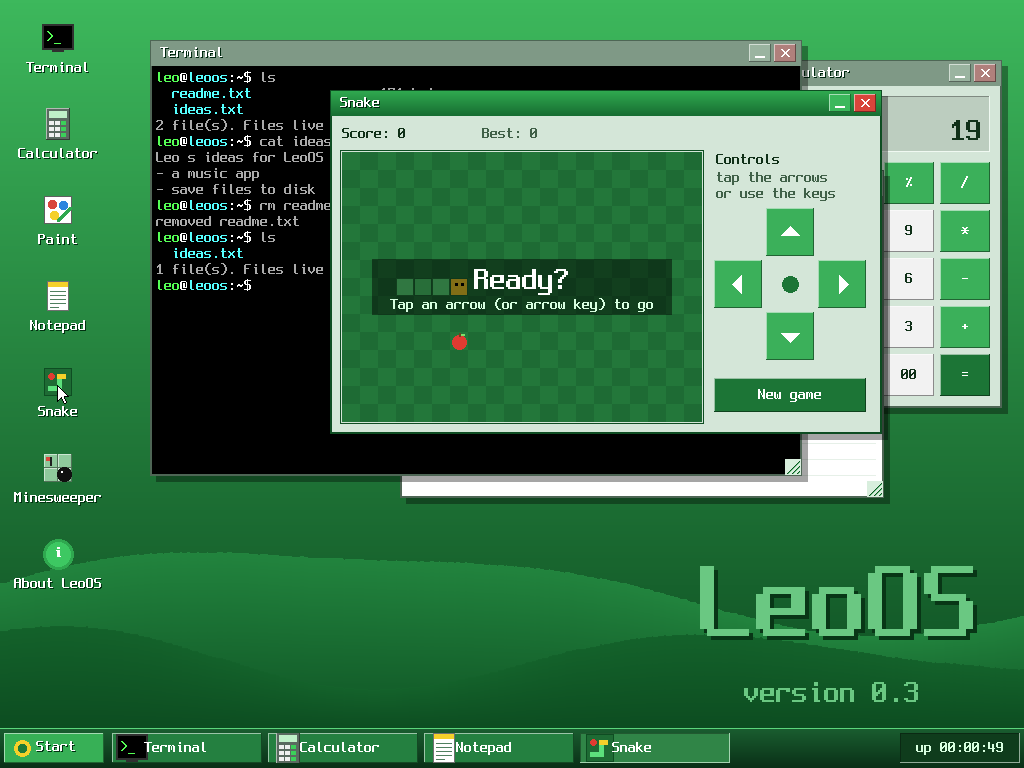 Terminal
Calculator
Paint
Notepad
Snake
Minesweeper
About LeoOS
Terminal
leo@leoos:~$ ls
readme.txt
ideas.txt
2 file(s). Files live
leo@leoos:~$ cat ideas
Leo s ideas for LeoOS
- a music app
- save files to disk
leo@leoos:~$ rm readme
removed readme.txt
leo@leoos:~$ ls
ideas.txt
1 file(s). Files live
leo@leoos:~$
Snake
Score: 0
Best: 0
Ready?
Tap an arrow (or arrow key) to go
Controls
tap the arrows
or use the keys
New game
19
% /
9 *
6 -
3 +
00 =
LeoOS
version 0.3
Start
Terminal
Calculator
Notepad
Snake
up 00:00:49